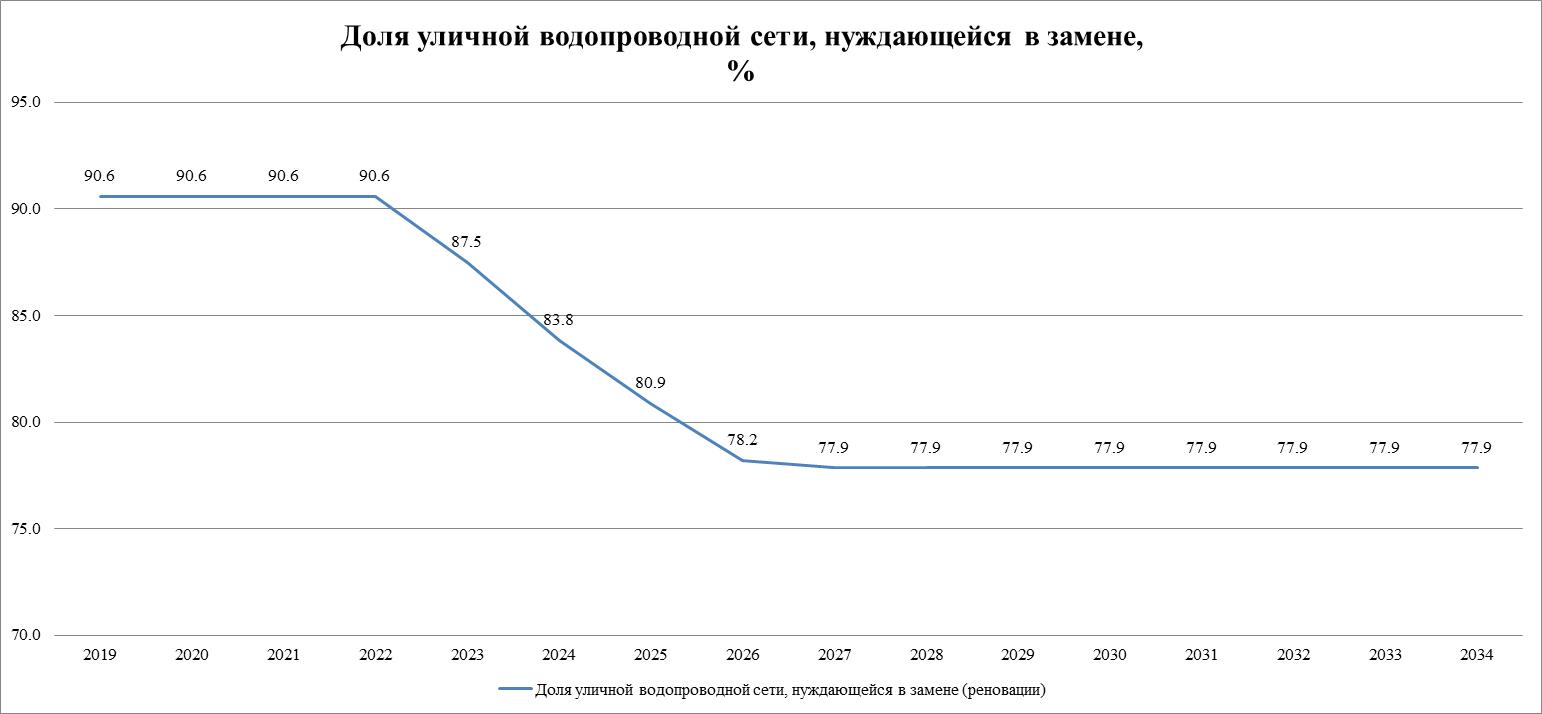 Доля уличной водопроводной сети, нуждающейся в замене,
%
95.0
90.6 90.6 90.6 90.6
90.0
87.5
85.0
83.8
80.9
80.0
78.2
77.9 77.9 77.9 77.9 77.9 77.9 77.9 77.9
75.0
70.0
2019 2020 2021 2022 2023 2024 2025 2026 2027 2028 2029 2030 2031 2032 2033 2034
Доля уличной водопроводной сети, нуждающейся в замене (реновации)